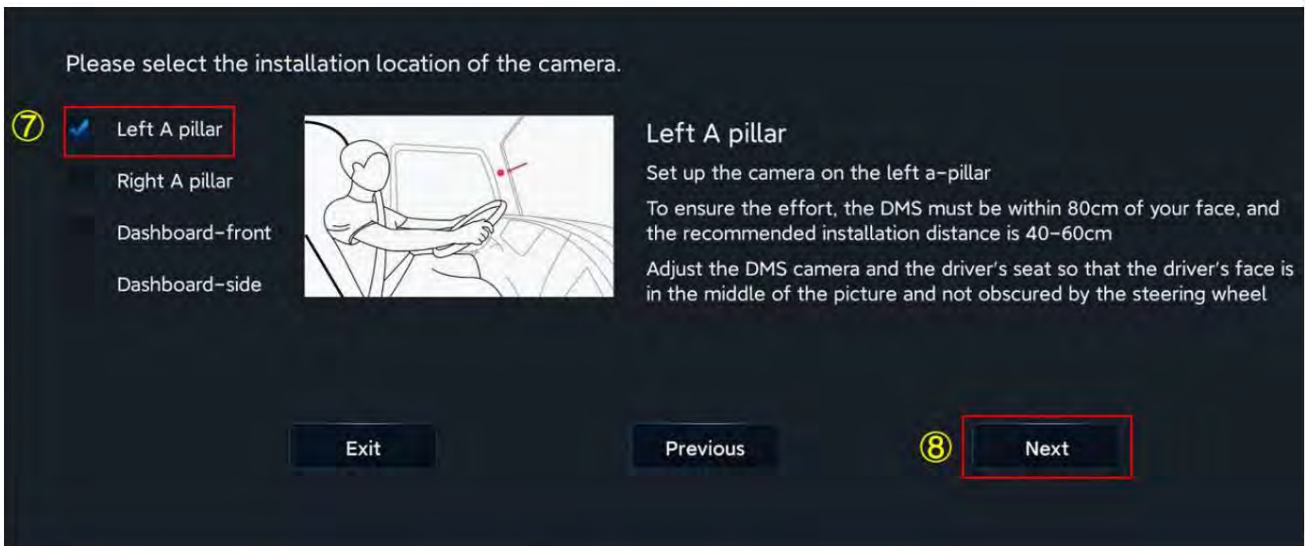 Please select the installation location of the camera.
⑦ Left A pillar
Right A pillar
Dashboard-front
Dashboard-side
Left A pillar
Set up the camera on the left a-pillar
To ensure the effort, the DMS must be within 80cm of your face, and
the recommended installation distance is 40-60cm
Adjust the DMS camera and the driver's seat so that the driver's face is
in the middle of the picture and not obscured by the steering wheel
Exit
Previous
⑧ Next